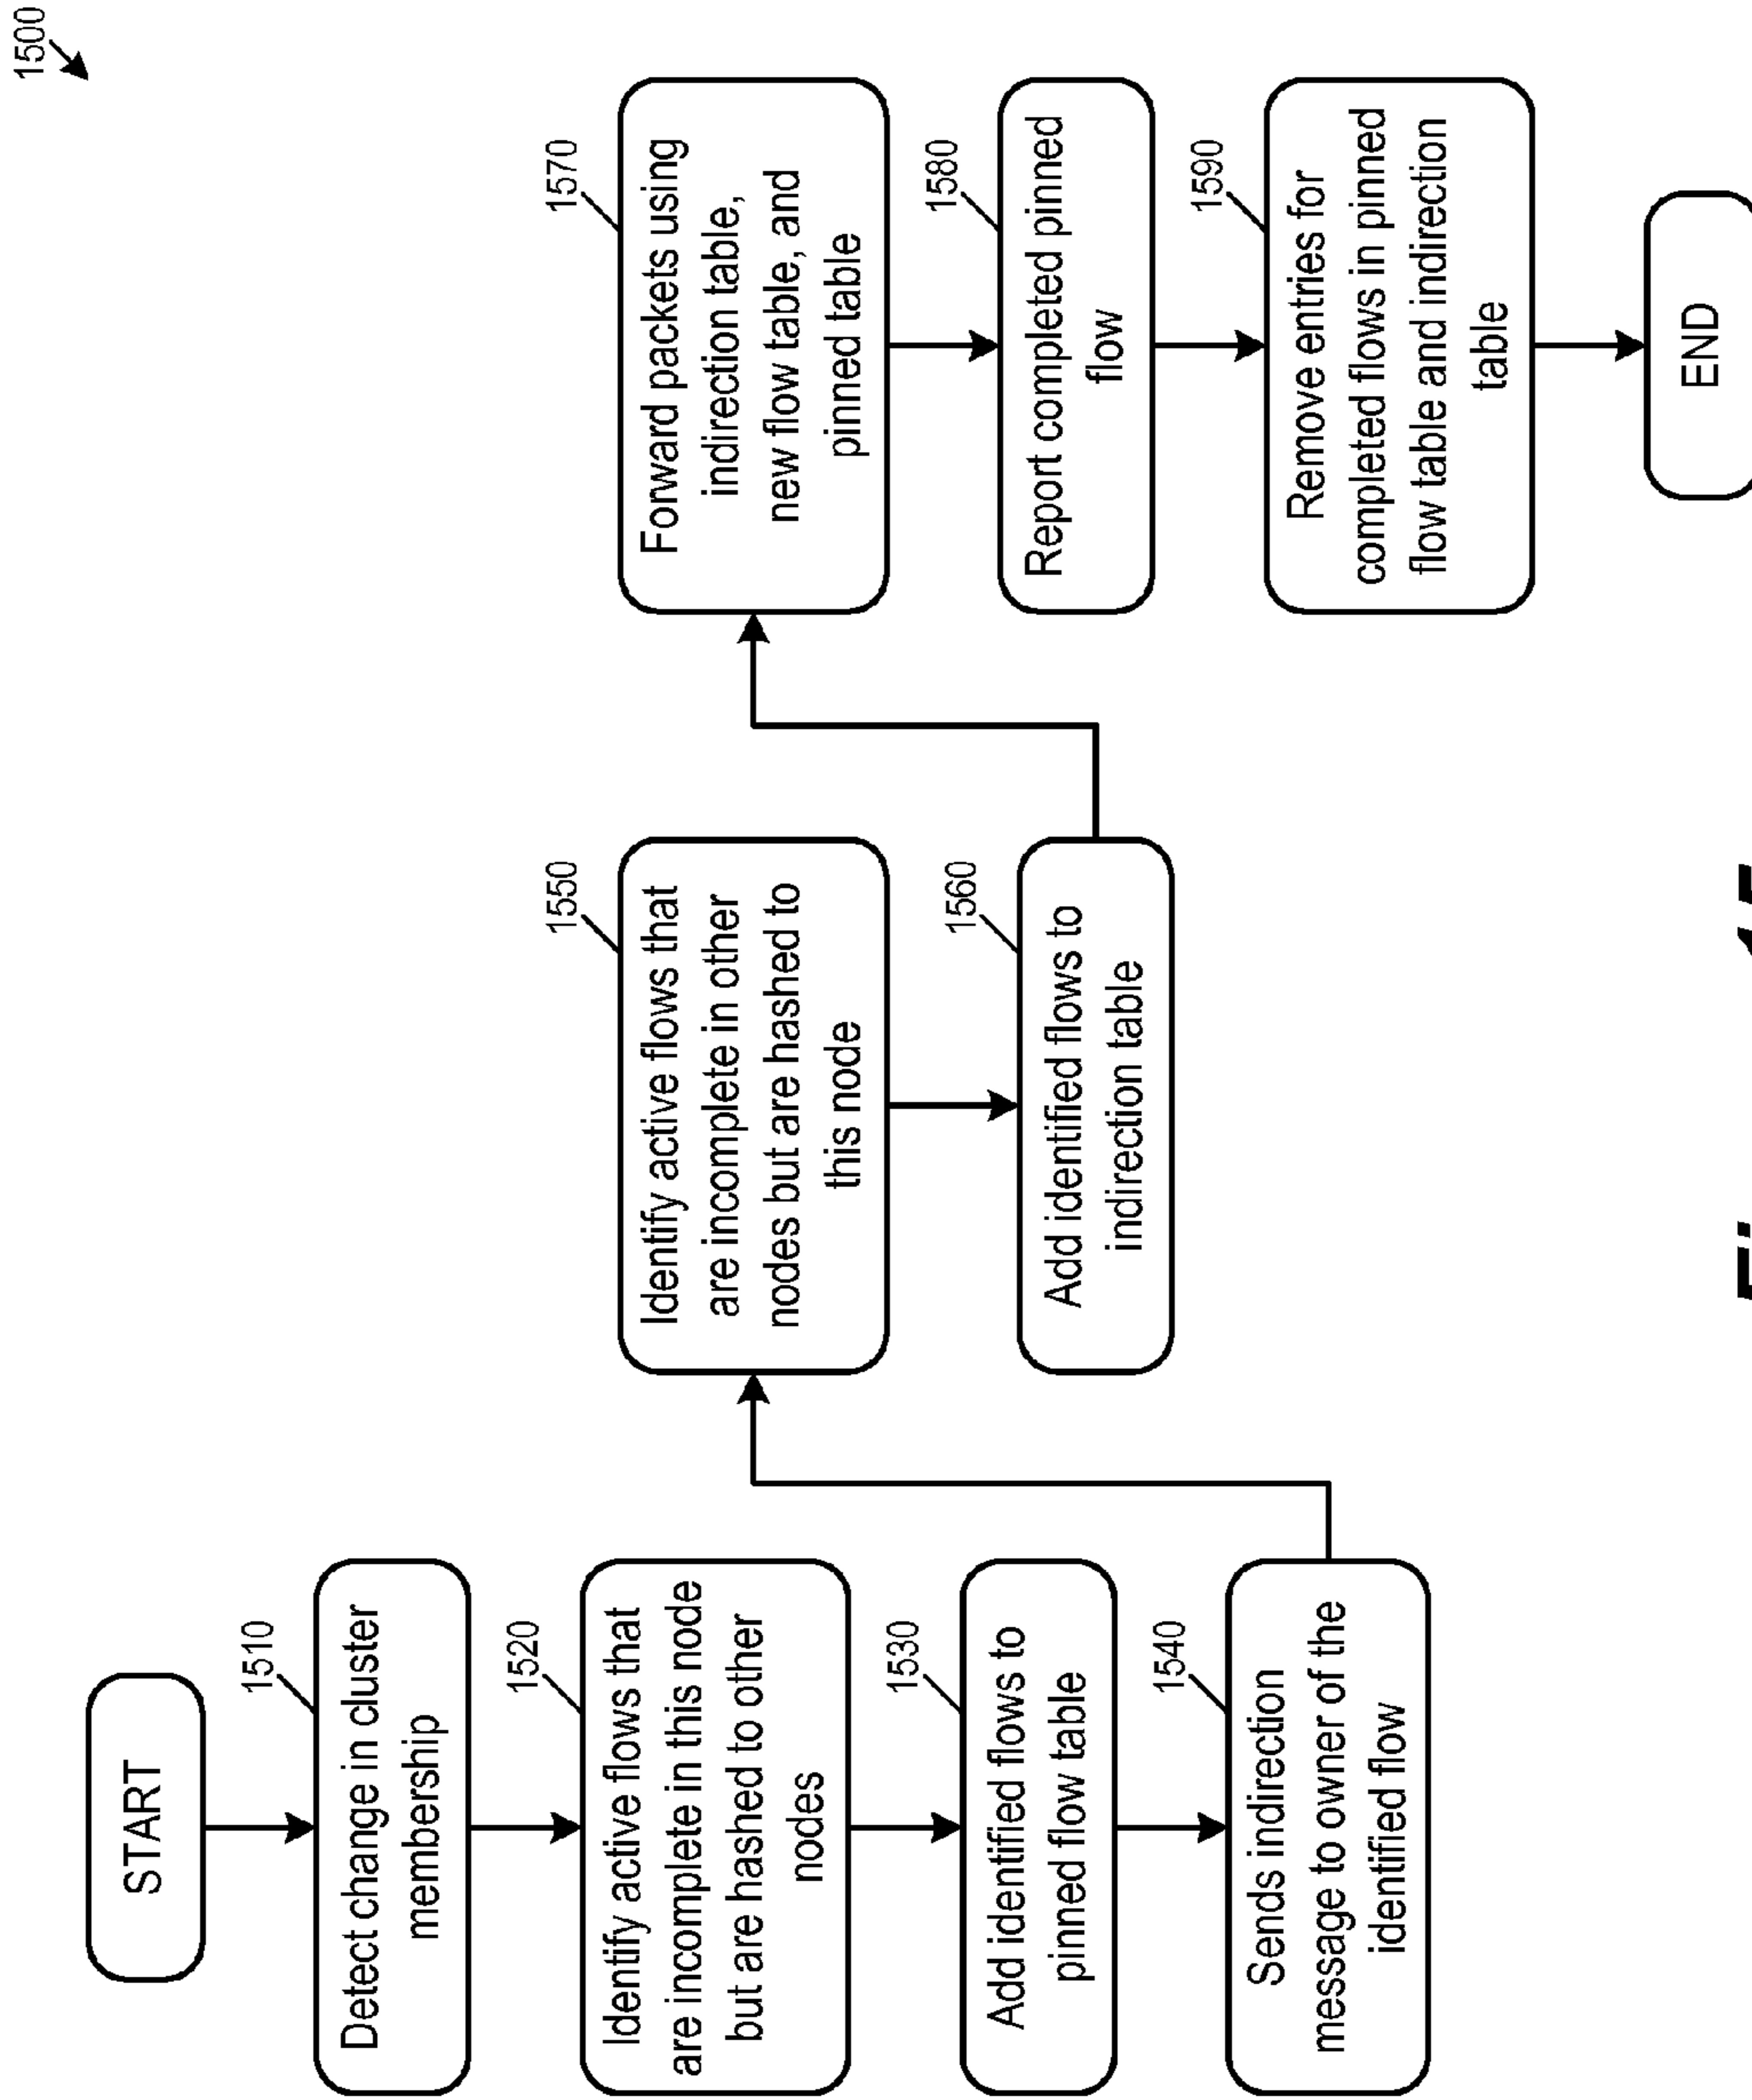 1500
START
1510
Detect change in cluster
membership
1520
Identify active flows that
are incomplete in this node
but are hashed to other
nodes
1530
Add identified flows to
pinned flow table
1540
Sends indirection
message to owner of the
identified flow
1550
Identify active flows that
are incomplete in other
nodes but are hashed to
this node
1560
Add identified flows to
indirection table
1570
Forward packets using
indirection table,
new flow table, and
pinned table
1580
Report completed pinned
flow
1590
Remove entries for
completed flows in pinned
flow table and indirection
table
END